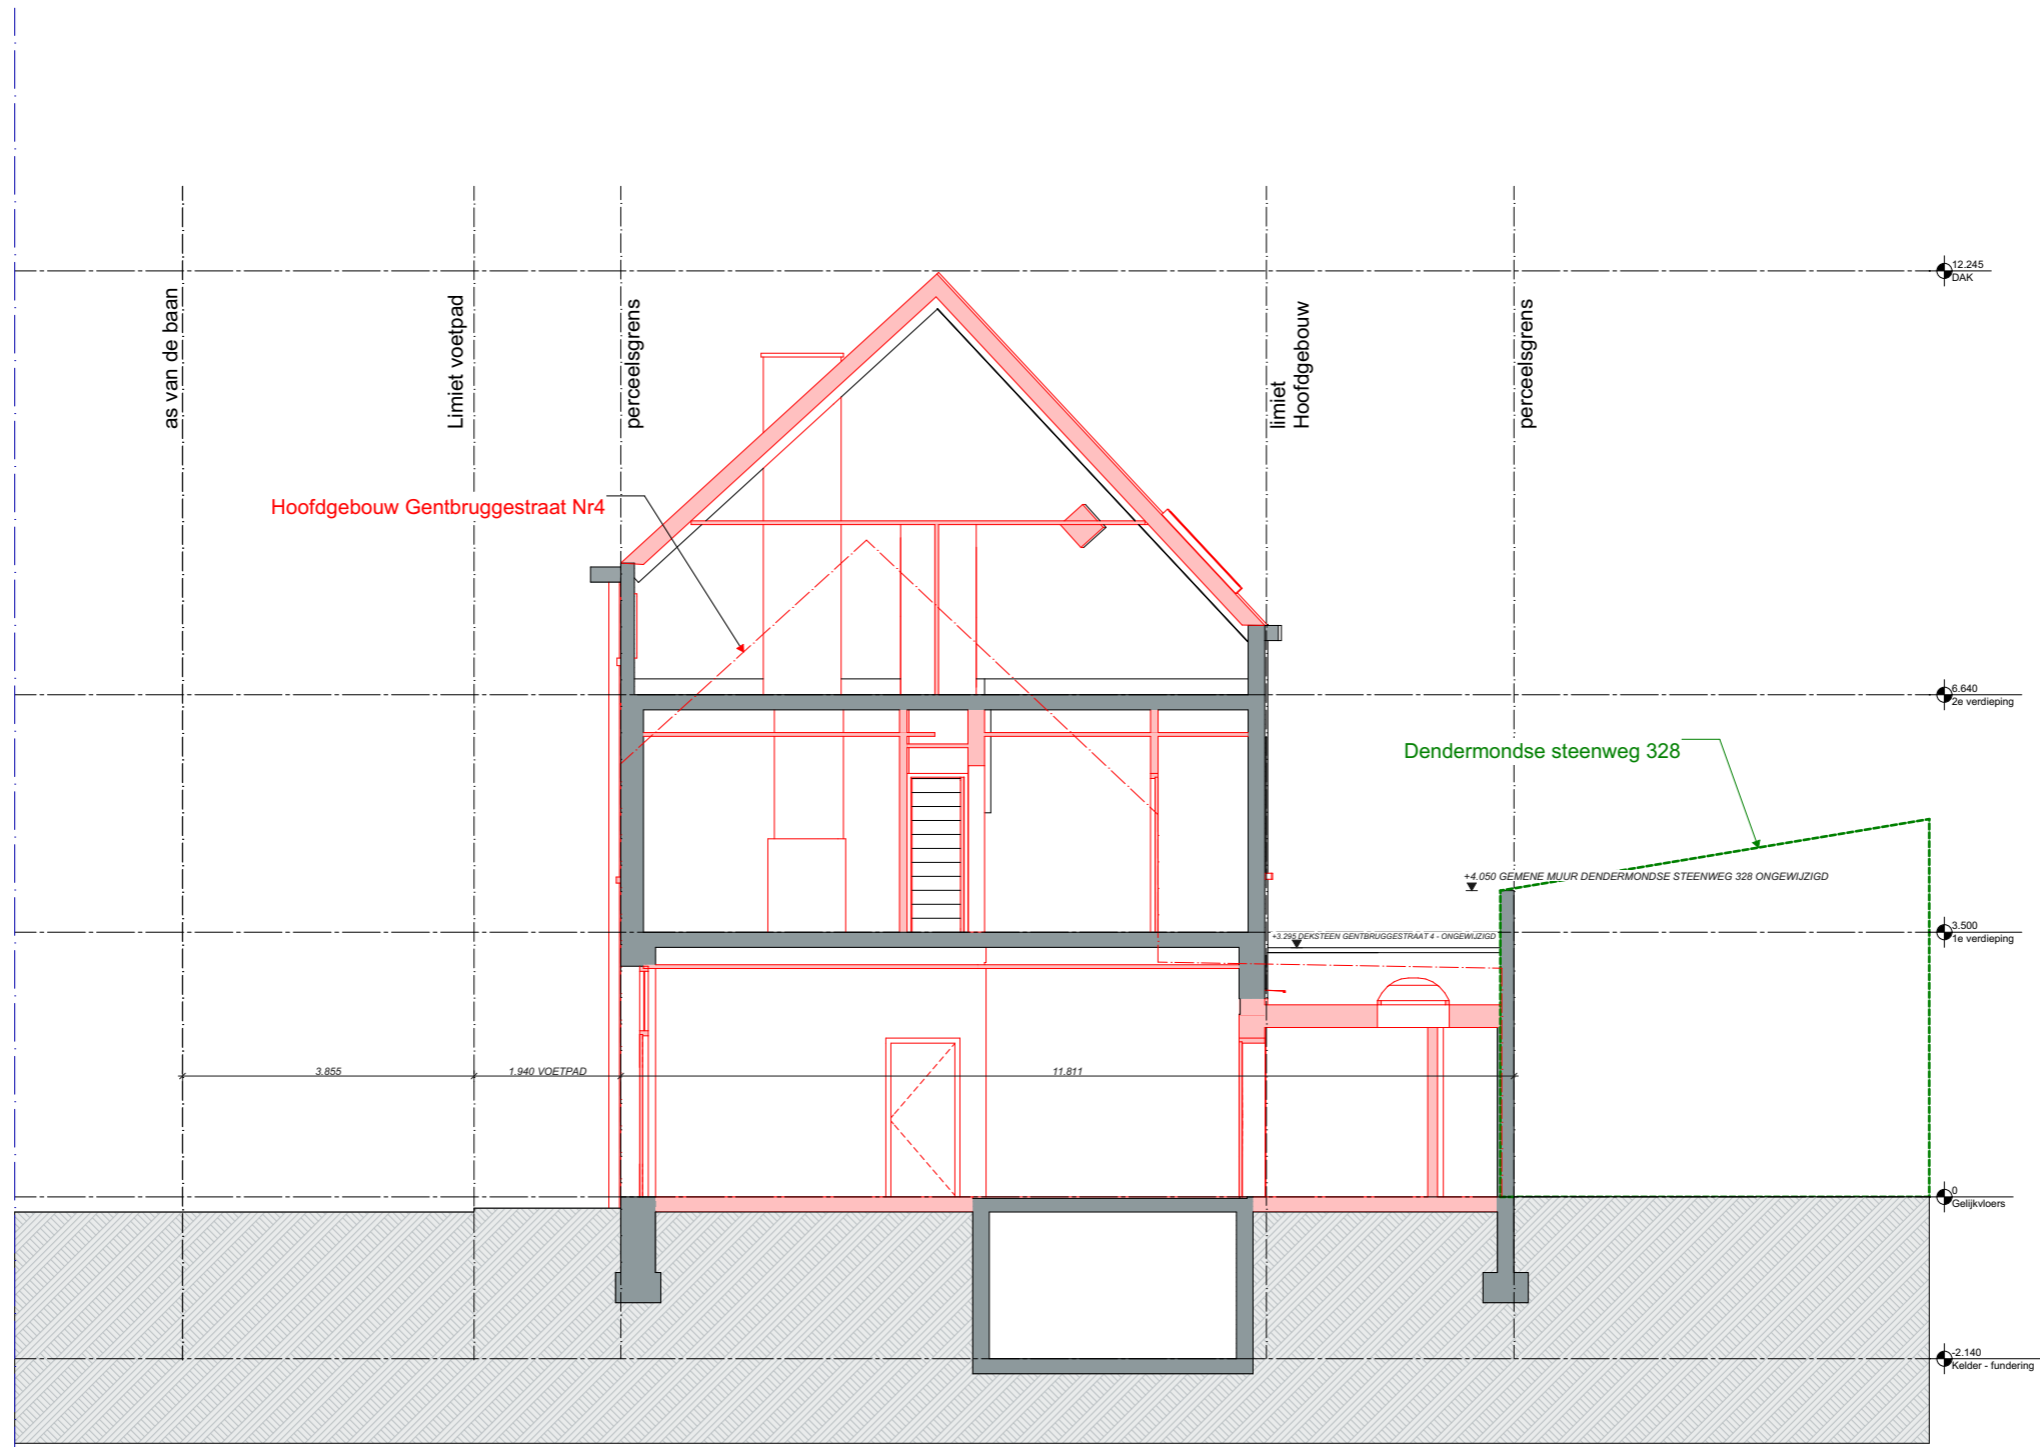 as van de baan
Limiet voetpad
perceelsgrens
limiet
Hoofdgebouw
perceelsgrens
12.245
DAK
Hoofdgebouw Gentbruggestraat Nr4
6.640
2e verdieping
Dendermondse steenweg 328
+4.050 GEMENE MUUR DENDERMONDSE STEENWEG 328 ONGEWIJZIGD
+3.295 DEKSTEEN GENTBRUGGESTRAAT 4 - ONGEWIJZIGD
3.500
1e verdieping
3.855
1.940 VOETPAD
11.811
0
Gelijkvloers
-2.140
Kelder - fundering